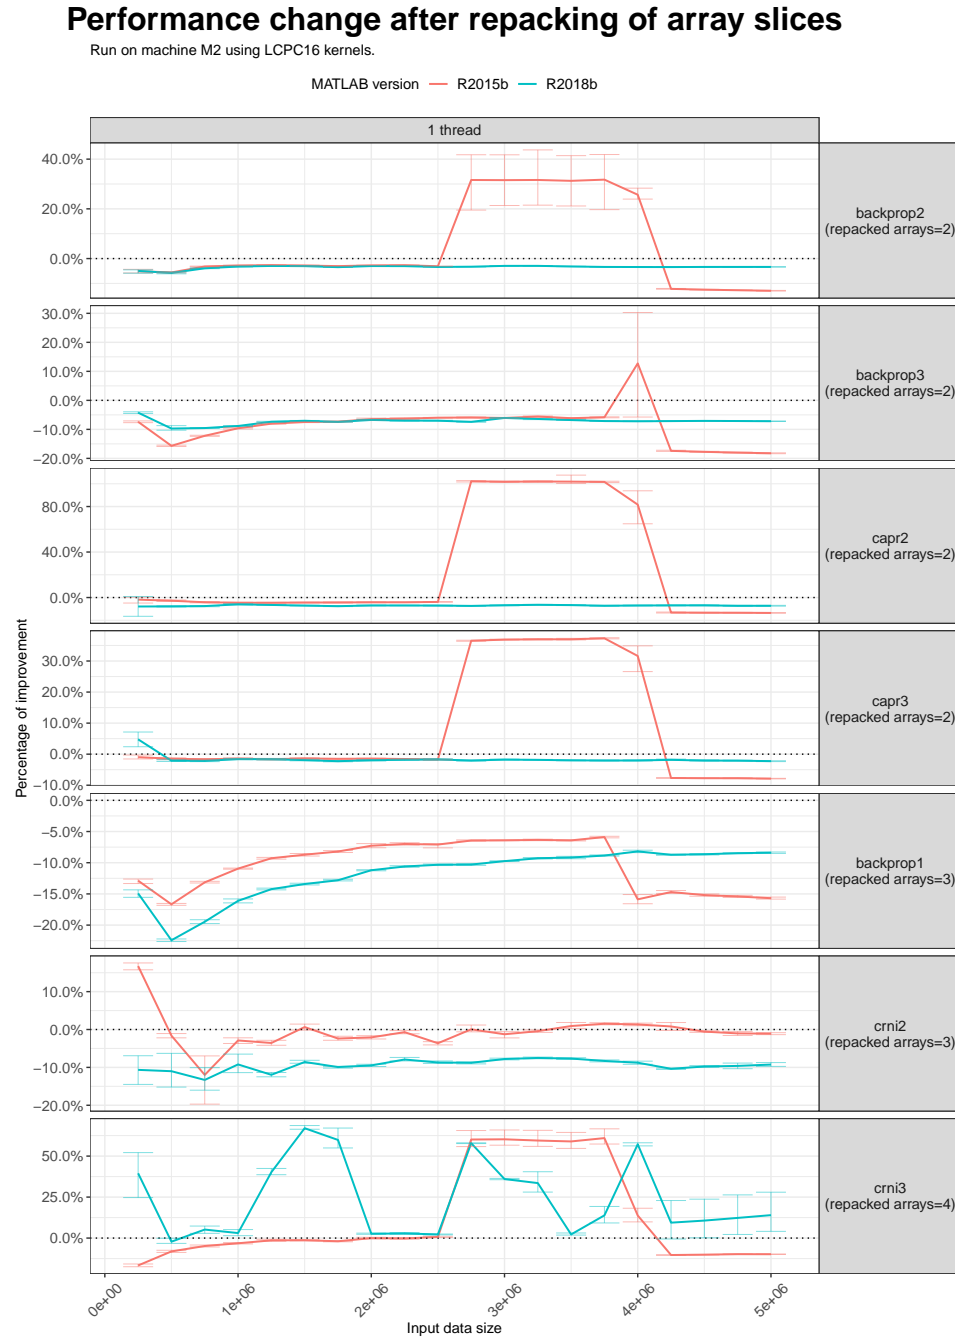 Performance change after repacking of array slices
Run on machine M2 using LCPC16 kernels.
MATLAB version R2015b R2018b
1 thread
40.0%
20.0%
0.0%
backprop2
(repacked arrays=2)
30.0%
20.0%
10.0%
0.0%
−10.0%
−20.0%
backprop3
(repacked arrays=2)
80.0%
40.0%
0.0%
capr2
(repacked arrays=2)
30.0%
20.0%
10.0%
0.0%
−10.0%
capr3
(repacked arrays=2)
0.0%
−5.0%
−10.0%
−15.0%
−20.0%
backprop1
(repacked arrays=3)
10.0%
0.0%
−10.0%
−20.0%
crni2
(repacked arrays=3)
50.0%
25.0%
0.0%
crni3
(repacked arrays=4)
Percentage of improvement
0e+00
1e+06
2e+06
3e+06
4e+06
5e+06
Input data size